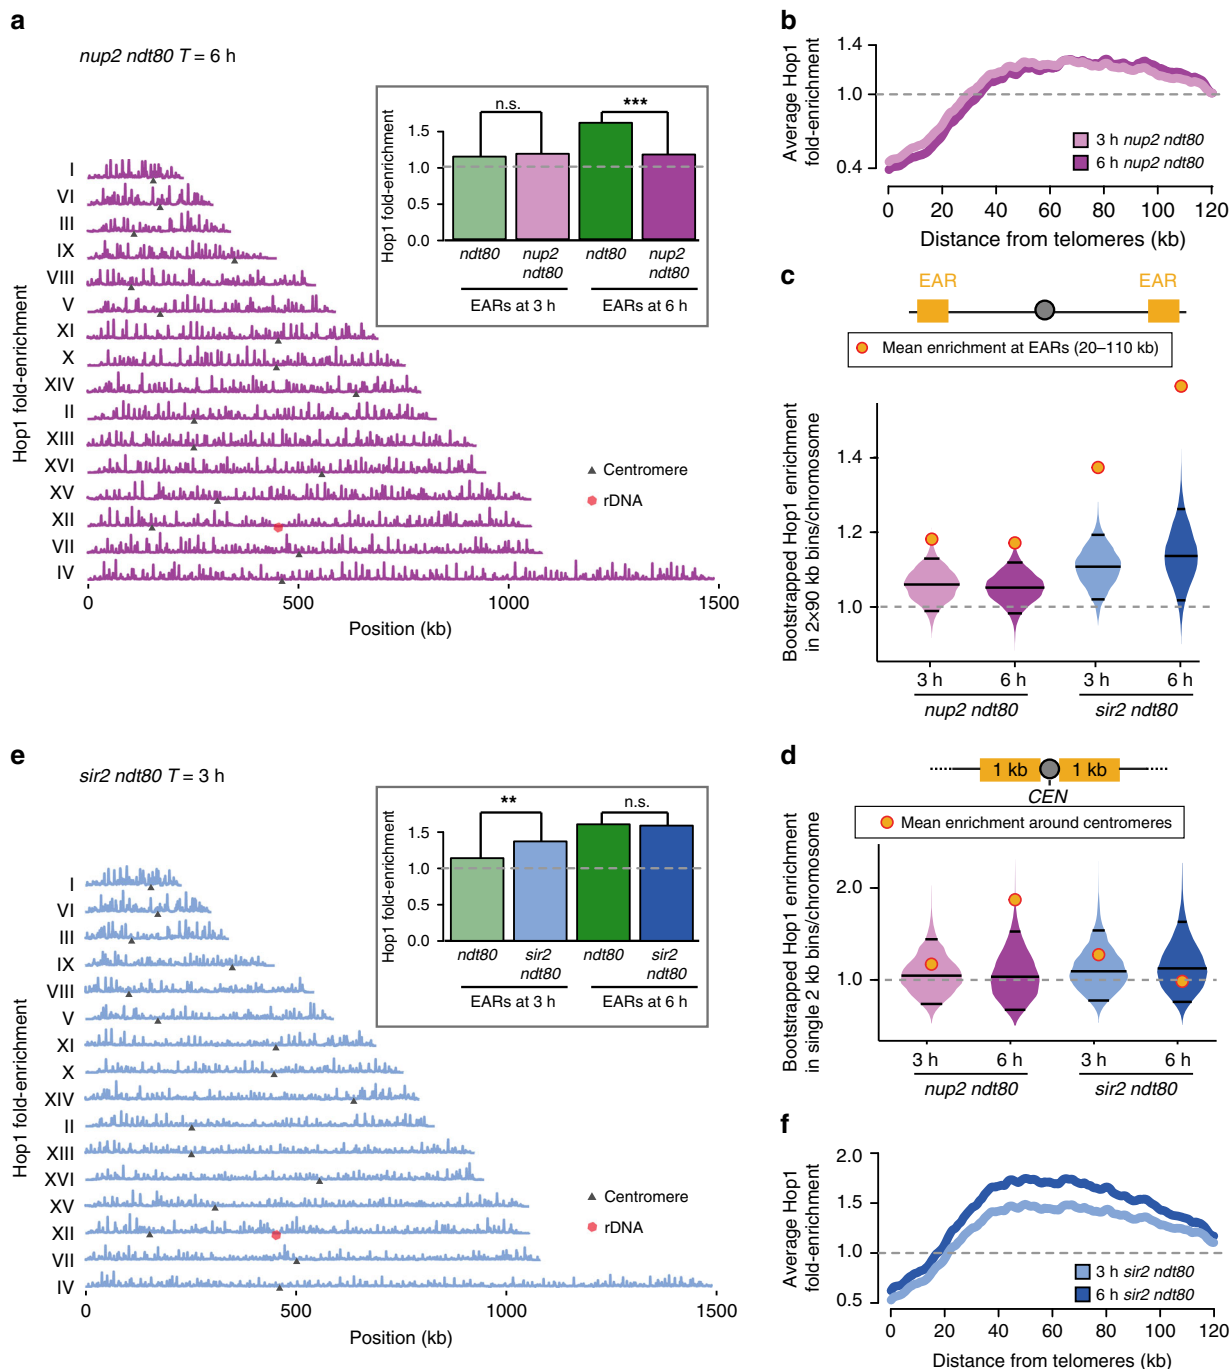 a
nup2 ndt80 T = 6 h
Hop1 fold-enrichment
I
VI
III
IX
VIII
V
XI
X
XIV
II
XIII
XVI
XV
XII
VII
IV
0
500
1000
1500
Position (kb)
Centromere
rDNA
Hop1 fold-enrichment
1.5
1.0
0.5
0.0
n.s.
***
ndt80
nup2 ndt80
ndt80
nup2 ndt80
EARs at 3 h
EARs at 6 h
b
Average Hop1
fold-enrichment
1.4
1.0
0.4
3 h nup2 ndt80
6 h nup2 ndt80
0 20 40 60 80 100 120
Distance from telomeres (kb)
c
EAR EAR
Mean enrichment at EARs (20–110 kb)
Bootstrapped Hop1 enrichment
in 2x90 kb bins/chromosome
1.4
1.2
1.0
3 h 6 h 3 h 6 h
nup2 ndt80 sir2 ndt80
d
1 kb 1 kb
CEN
Mean enrichment around centromeres
Bootstrapped Hop1 enrichment
in single 2 kb bins/chromosome
2.0
1.0
3 h 6 h 3 h 6 h
nup2 ndt80 sir2 ndt80
e
sir2 ndt80 T = 3 h
Hop1 fold-enrichment
I
VI
III
IX
VIII
V
XI
X
XIV
II
XIII
XVI
XV
XII
VII
IV
0
500
1000
1500
Position (kb)
Centromere
rDNA
Hop1 fold-enrichment
1.5
1.0
0.5
0.0
**
n.s.
ndt80
sir2 ndt80
ndt80
sir2 ndt80
EARs at 3 h
EARs at 6 h
f
Average Hop1
fold-enrichment
2.0
1.5
1.0
0.5
3 h sir2 ndt80
6 h sir2 ndt80
0 20 40 60 80 100 120
Distance from telomeres (kb)